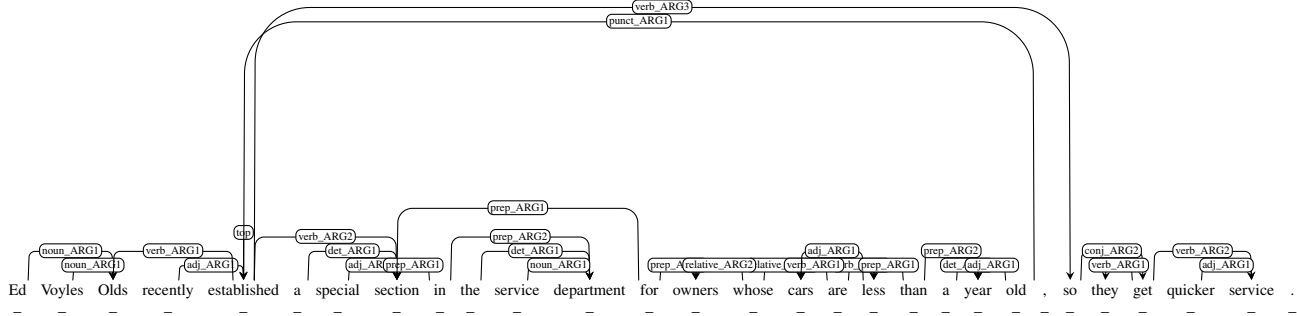 verb_ARG3
punct_ARG1
prep_ARG1
top
verb_ARG2 prep_ARG2
noun_ARG1 verb_ARG1 det_ARG1 det_ARG1 adj_ARG1 prep_ARG2 conj_ARG2 verb_ARG2
noun_ARG1 adj_ARG1 prep_ARG1 noun_ARG1 relative_ARG2 verb_ARG1 prep_ARG1 adj_ARG1 verb_ARG1 adj_ARG1
Ed Voyles Olds recently established a special section in the service department for owners whose cars are less than a year old , so they get quicker service .
_ _ _ _ _ _ _ _ _ _ _ _ _ _ _ _ _ _ _ _ _ _ _ _ _ _ _ _ _